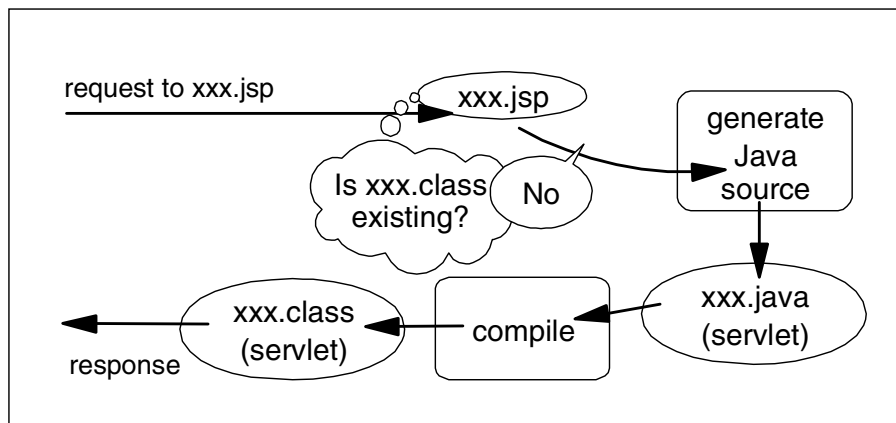 request to xxx.jsp
xxx.jsp
Is xxx.class
existing?
No
generate
Java
source
xxx.java
(servlet)
compile
xxx.class
(servlet)
response